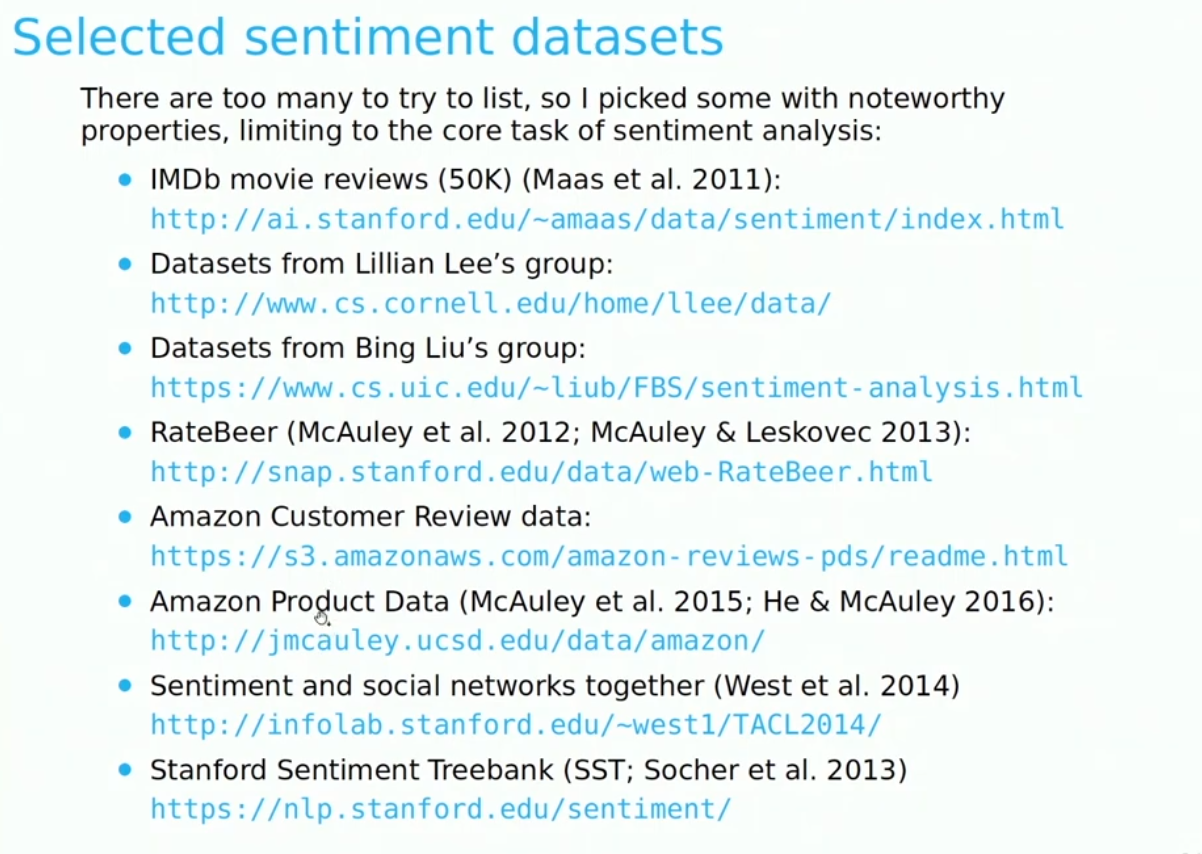 Selected sentiment datasets
There are too many to try to list, so I picked some with noteworthy
properties, limiting to the core task of sentiment analysis:
• IMDb movie reviews (50K) (Maas et al. 2011):
http://ai.stanford.edu/~amaas/data/sentiment/index.html
• Datasets from Lillian Lee’s group:
http://www.cs.cornell.edu/home/llee/data/
• Datasets from Bing Liu’s group:
https://www.cs.uic.edu/~liub/FBS/sentiment-analysis.html
• RateBeer (McAuley et al. 2012; McAuley & Leskovec 2013):
http://snap.stanford.edu/data/web-RateBeer.html
• Amazon Customer Review data:
https://s3.amazonaws.com/amazon-reviews-pds/readme.html
• Amazon Product Data (McAuley et al. 2015; He & McAuley 2016):
http://jmcauley.ucsd.edu/data/amazon/
• Sentiment and social networks together (West et al. 2014)
http://infolab.stanford.edu/~west1/TACL2014/
• Stanford Sentiment Treebank (SST; Socher et al. 2013)
https://nlp.stanford.edu/sentiment/